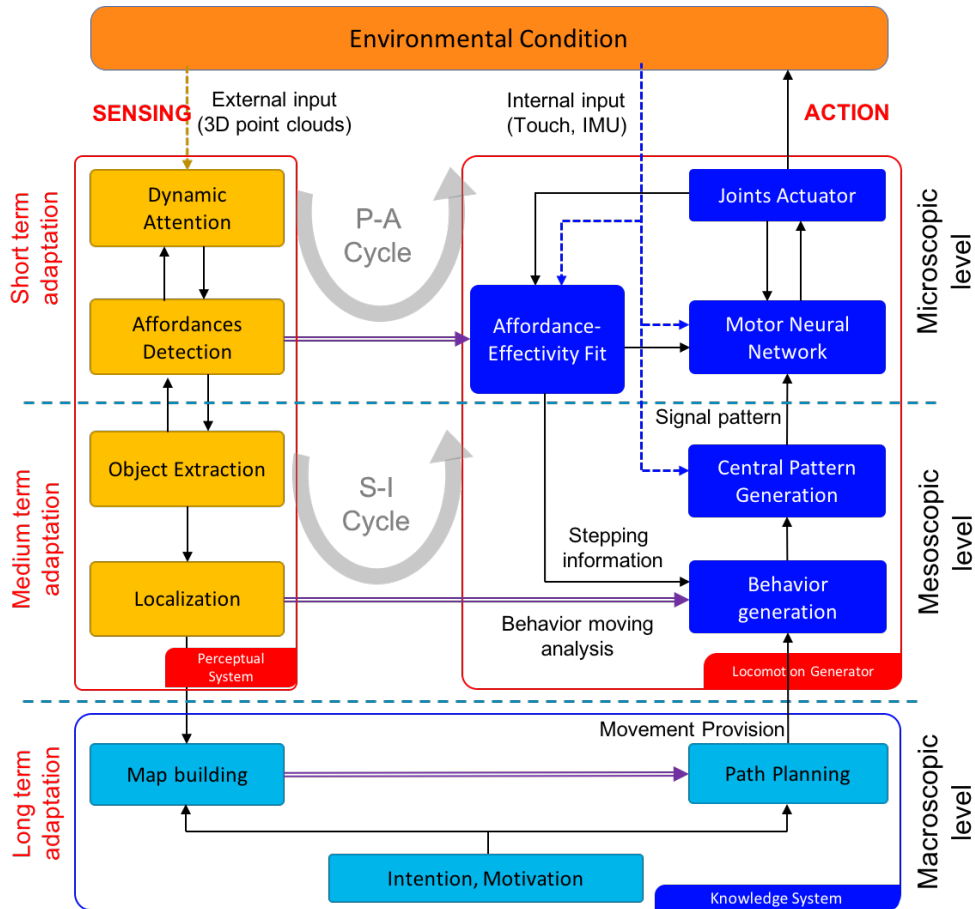 Environmental Condition
SENSING
External input
(3D point clouds)
Internal input
(Touch, IMU)
ACTION
Short term
adaptation
Dynamic
Attention
P-A
Cycle
Joints Actuator
Microscopic
level
Affordances
Detection
Affordance-
Effectivity Fit
Motor Neural
Network
Signal pattern
Medium term
adaptation
Object Extraction
S-I
Cycle
Central Pattern
Generation
Mesoscopic
level
Stepping
information
Localization
Behavior
generation
Behavior moving
analysis
Perceptual
System
Locomotion Generator
Movement Provision
Long term
adaptation
Map building
Path Planning
Macroscopic
level
Intention, Motivation
Knowledge System